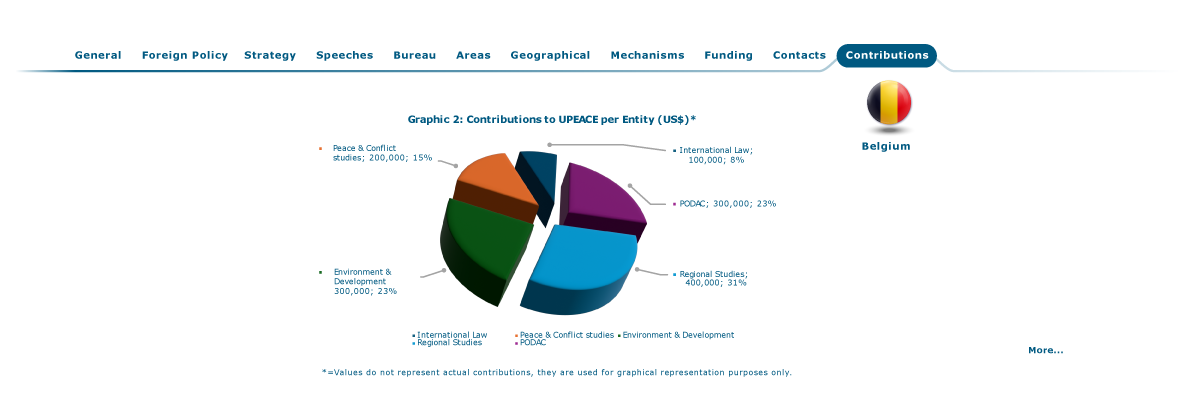 General Foreign Policy Strategy Speeches Bureau Areas Geographical Mechanisms Funding Contacts Contributions
Belgium
Graphic 2: Contributions to UPEACE per Entity (US$)*
Peace & Conflict
studies; 200,000; 15%
International Law;
100,000; 8%
PODAC; 300,000; 23%
Environment &
Development
300,000; 23%
Regional Studies;
400,000; 31%
International Law Peace & Conflict studies Environment & Development
Regional Studies PODAC
More...
*=Values do not represent actual contributions, they are used for graphical representation purposes only.